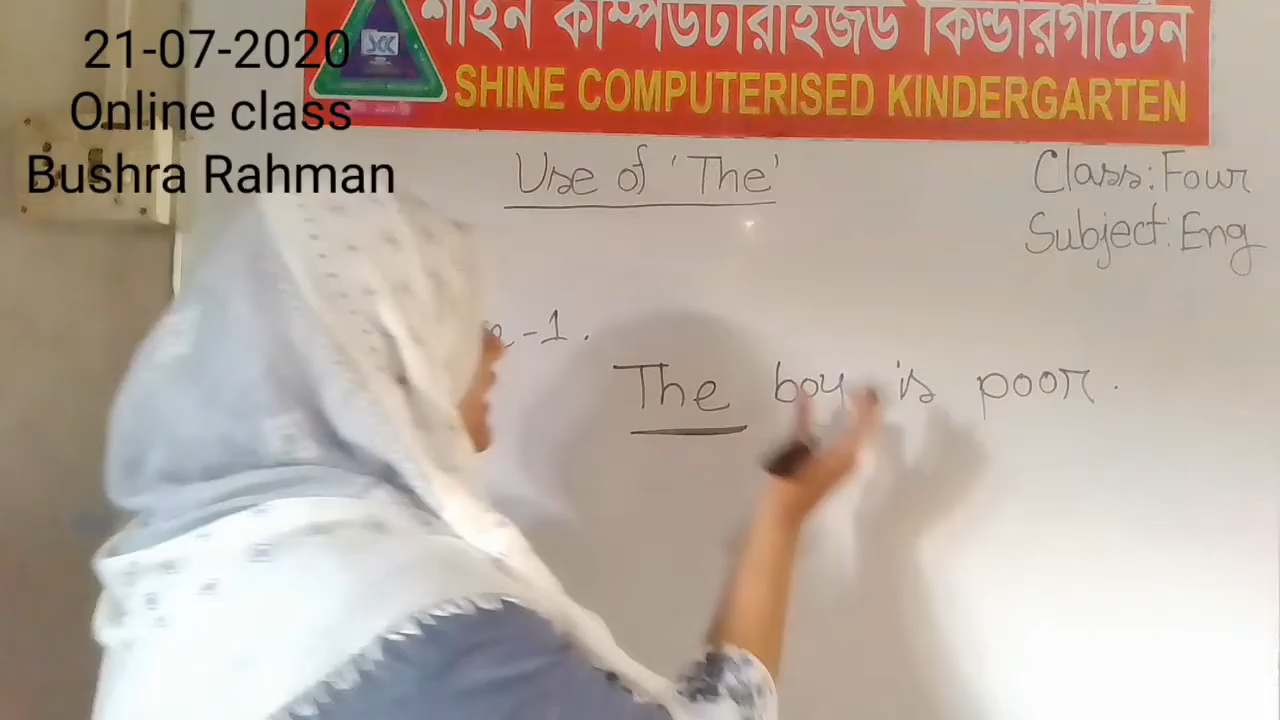 শাহিন কম্পিউটারাইজড কিন্ডারগার্টেন
SHINE COMPUTERISED KINDERGARTEN
21-07-2020
Online class
Bushra Rahman
Use of 'The'
Class: Four
Subject: Eng
-1.
The boy is poor.